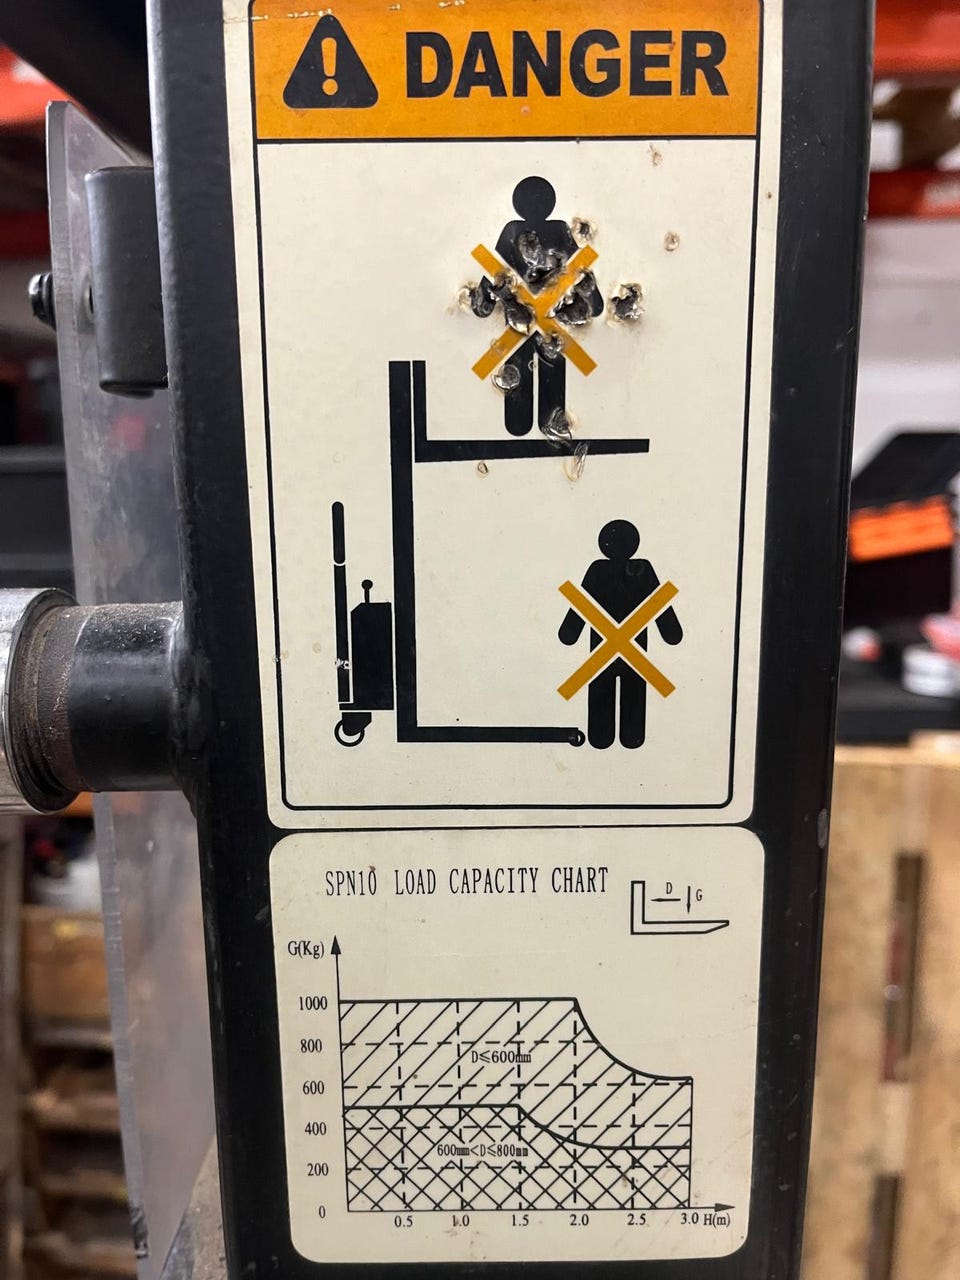 DANGER
SPN10 LOAD CAPACITY CHART
D
G
G(Kg)
1000
800
D≤600mm
600
400
600mm<D≤800mm
200
0
0.5 1.0 1.5 2.0 2.5 3.0 H(m)